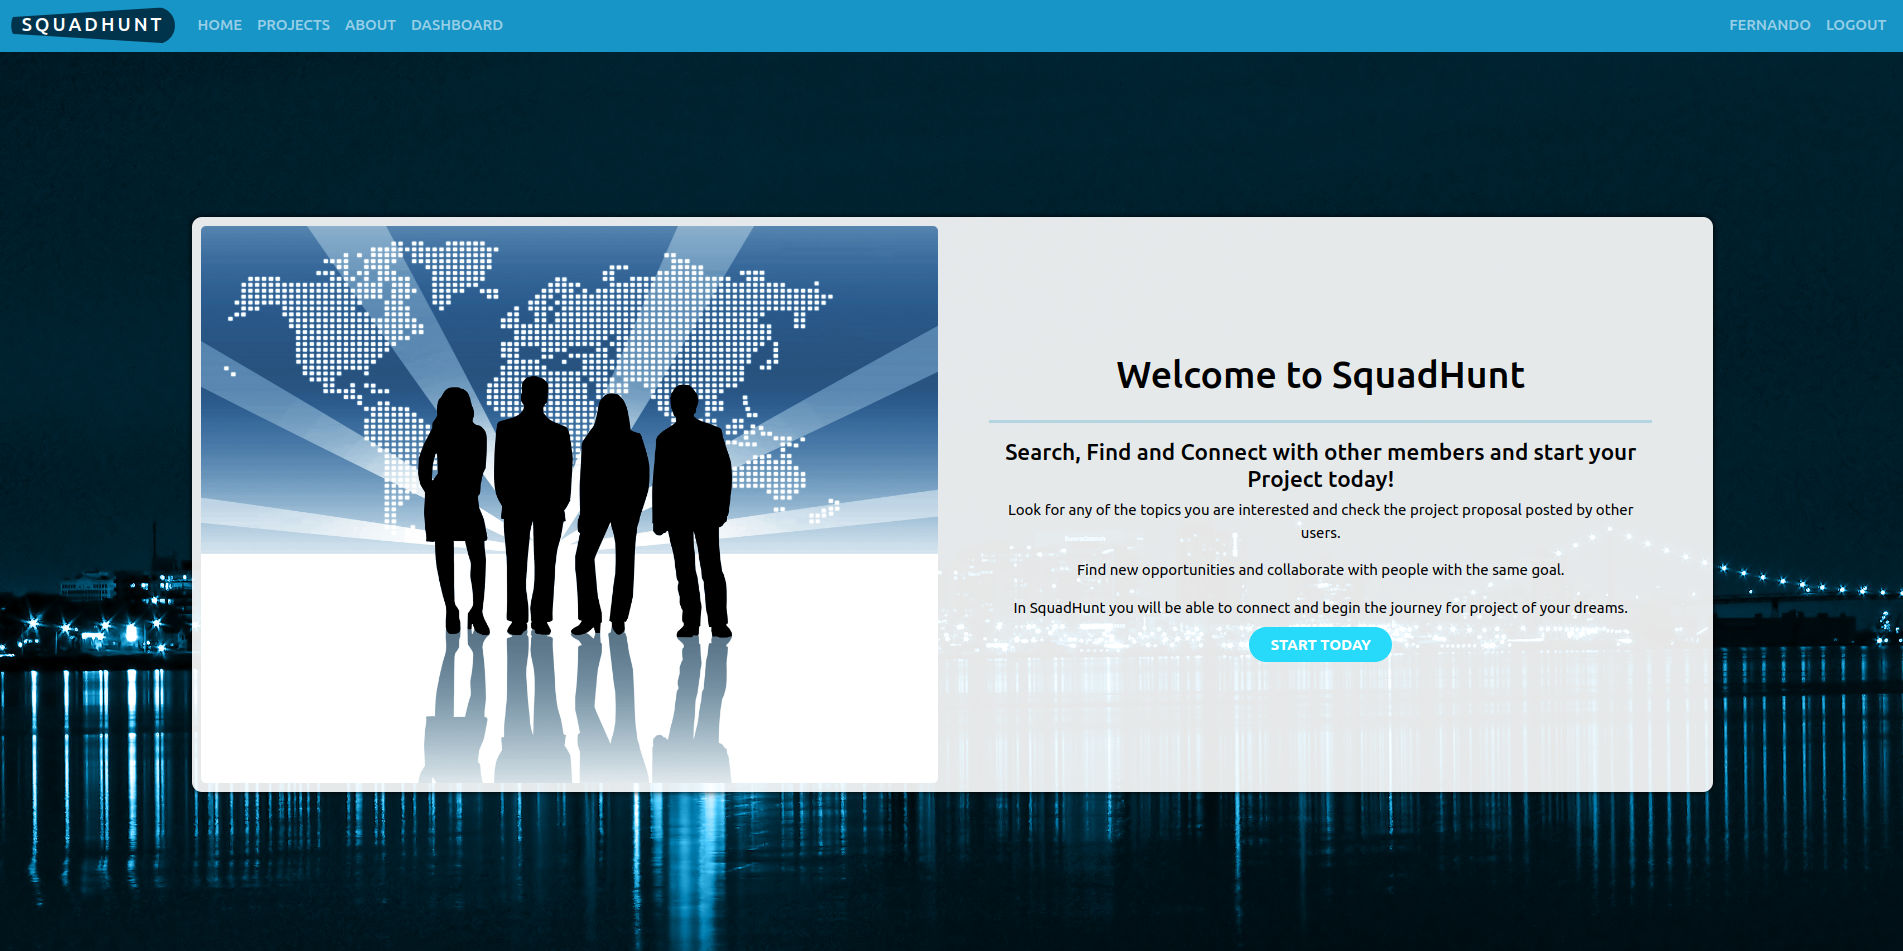 SQUADHUNT HOME PROJECTS ABOUT DASHBOARD FERNANDO LOGOUT
Welcome to SquadHunt
Search, Find and Connect with other members and start your
Project today!
Look for any of the topics you are interested and check the project proposal posted by other
users.
Find new opportunities and collaborate with people with the same goal.
In SquadHunt you will be able to connect and begin the journey for project of your dreams.
START TODAY